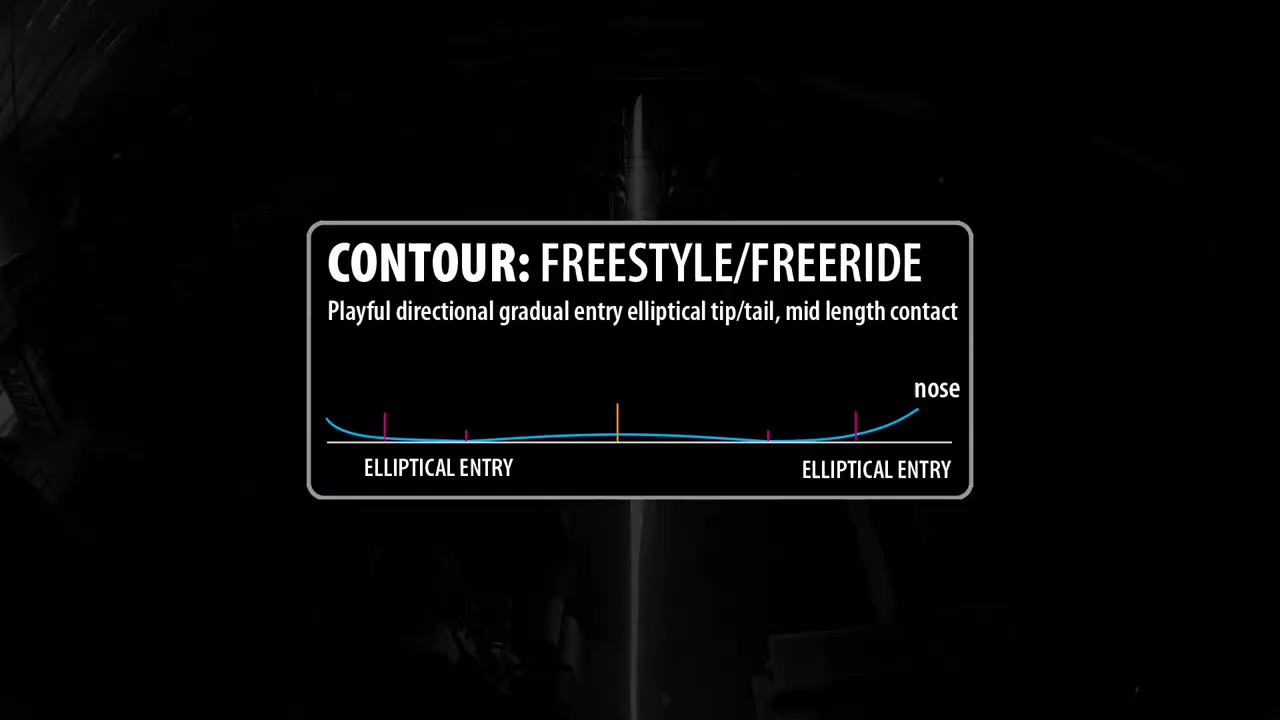 CONTOUR: FREESTYLE/FREERIDE
Playful directional gradual entry elliptical tip/tail, mid length contact
nose
ELLIPTICAL ENTRY
ELLIPTICAL ENTRY